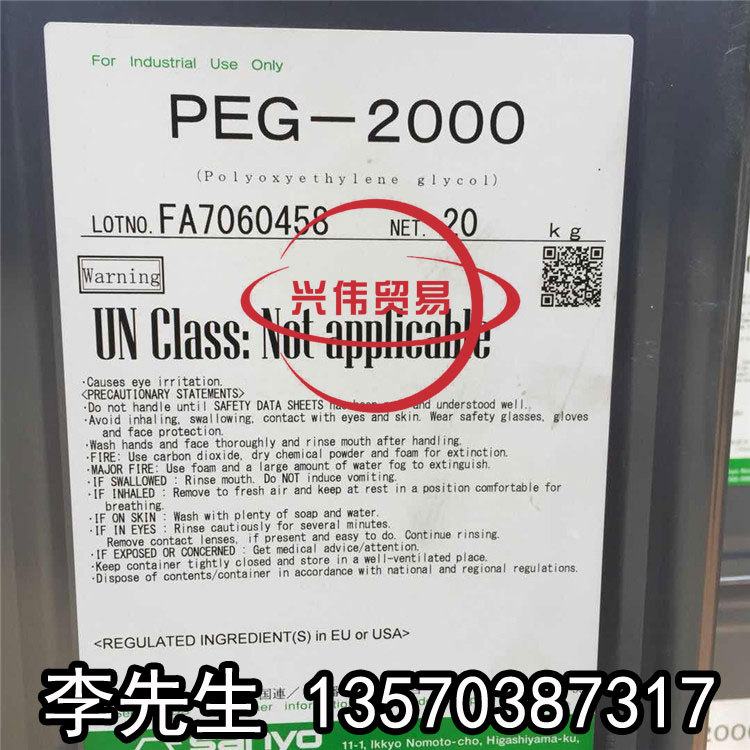 For Industrial Use Only
PEG-2000
(Polyoxyethylene glycol)
LOTNO. FA7060458 NET. 20 kg
兴伟贸易
Warning
UN Class: Not applicable
·Causes eye irritation.
<PRECAUTIONARY STATEMENTS>
·Do not handle until SAFETY DATA SHEETS and understood well.
·Avoid inhaling, swallowing, contact with eyes and skin. Wear safety glasses, gloves
and face protection.
·Wash hands and face thoroughly and rinse mouth after handling.
·FIRE: Use carbon dioxide, dry chemical powder and foam for extinction.
·MAJOR FIRE: Use foam and a large amount of water fog to extinguish.
·IF SWALLOWED : Rinse mouth. Do NOT induce vomiting.
·IF INHALED : Remove to fresh air and keep at rest in a position comfortable for
breathing.
·IF ON SKIN : Wash with plenty of soap and water.
·IF IN EYES : Rinse cautiously for several minutes.
Remove contact lenses, if present and easy to do. Continue rinsing.
·IF EXPOSED OR CONCERNED : Get medical advice/attention.
·Keep container tightly closed and store in a well-ventilated place.
·Dispose of contents/container in accordance with national and regional regulations.
<REGULATED INGREDIENT(S) in EU or USA>
李先生 13570387317
sanyo
11-1, Ikkyo Nomoto-cho, Higashiyama-ku,